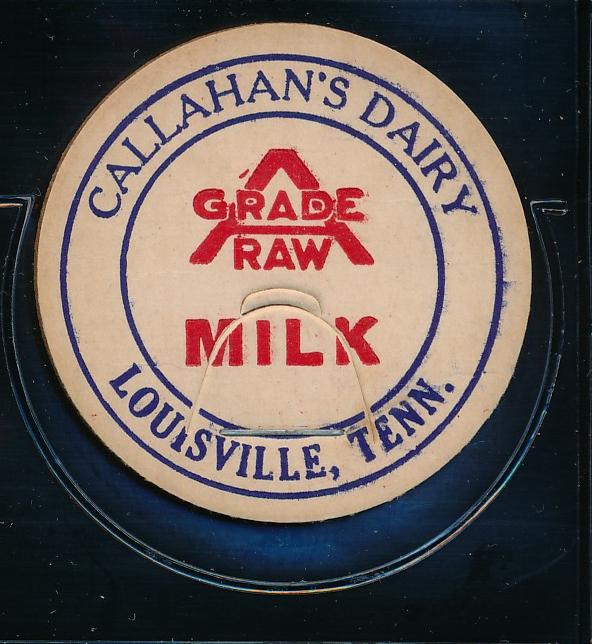 CALLAHAN'S DAIRY
GRADE A
RAW
MILK
LOUISVILLE, TENN.